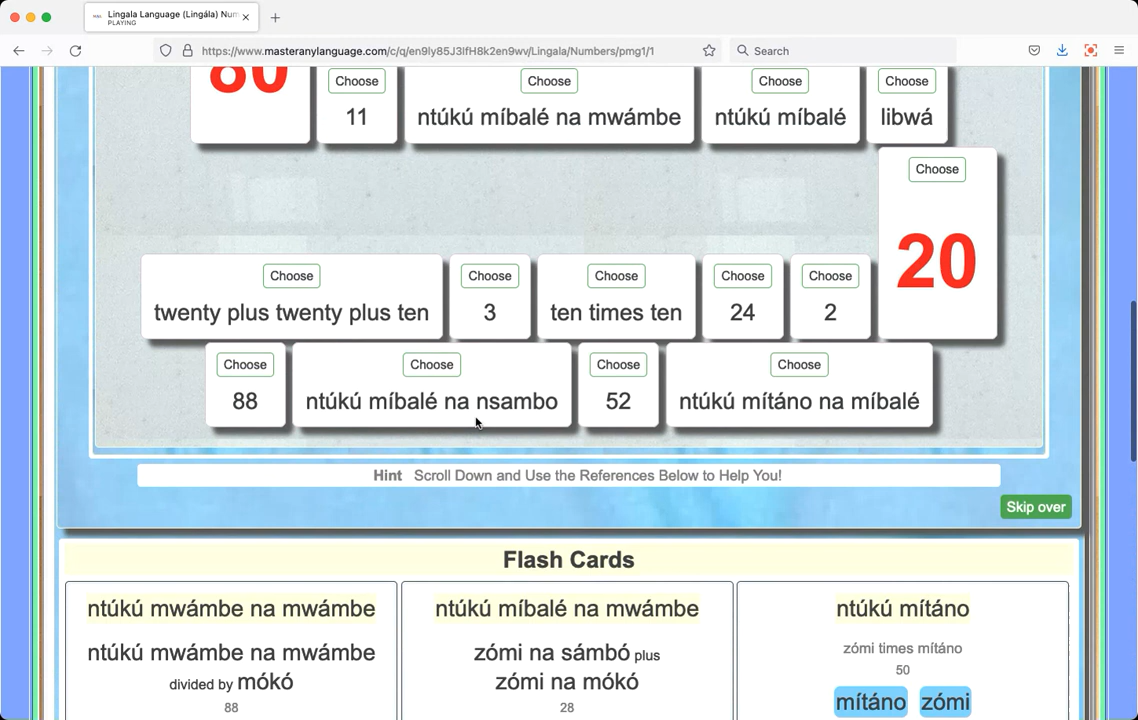 Lingala Language (Lingála) Num
PLAYING
https://www.masteranylanguage.com/c/q/en9ly85J3lfH8k2en9wv/Lingala/Numbers/pmg1/1
Search
80
Choose
11
Choose
ntúkú míbalé na mwámbe
Choose
ntúkú míbalé
Choose
libwá
Choose
20
Choose
twenty plus twenty plus ten
Choose
3
Choose
ten times ten
Choose
24
Choose
2
Choose
88
Choose
ntúkú míbalé na nsambo
Choose
52
Choose
ntúkú mítáno na míbalé
Hint Scroll Down and Use the References Below to Help You!
Skip over
Flash Cards
ntúkú mwámbe na mwámbe
ntúkú mwámbe na mwámbe
divided by mókó
88
ntúkú míbalé na mwámbe
zómi na sámbó plus
zómi na mókó
28
ntúkú mítáno
zómi times mítáno
50
mítáno zómi